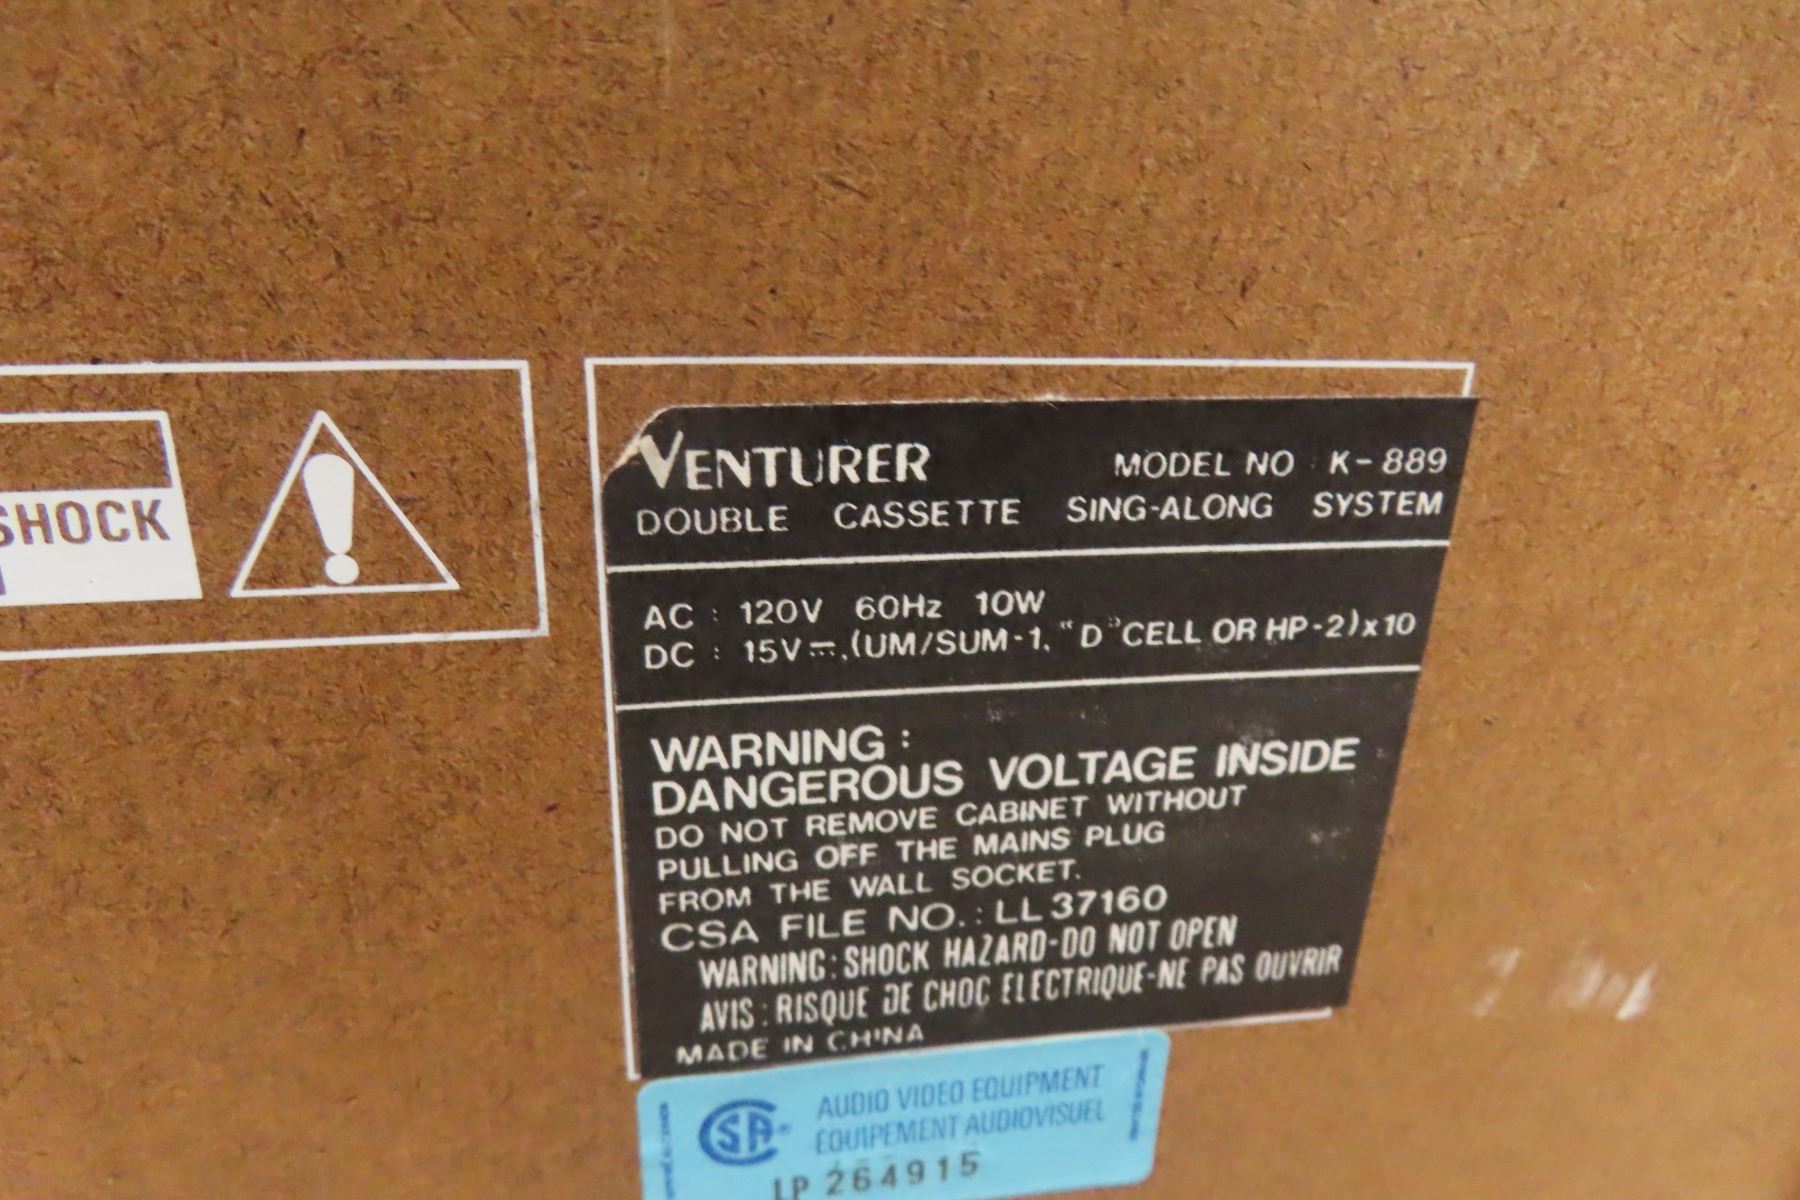 SHOCK
VENTURER MODEL NO : K-889
DOUBLE CASSETTE SING-ALONG SYSTEM
AC : 120V 60Hz 10W
DC : 15V ⎓,(UM/SUM-1, "D" CELL OR HP-2)x10
WARNING :
DANGEROUS VOLTAGE INSIDE
DO NOT REMOVE CABINET WITHOUT
PULLING OFF THE MAINS PLUG
FROM THE WALL SOCKET.
CSA FILE NO.: LL 37160
WARNING: SHOCK HAZARD-DO NOT OPEN
AVIS : RISQUE DE CHOC ELECTRIQUE-NE PAS OUVRIR
MADE IN CHINA
CSA® AUDIO VIDEO EQUIPMENT
ÉQUIPEMENT AUDIOVISUEL
LP 264915